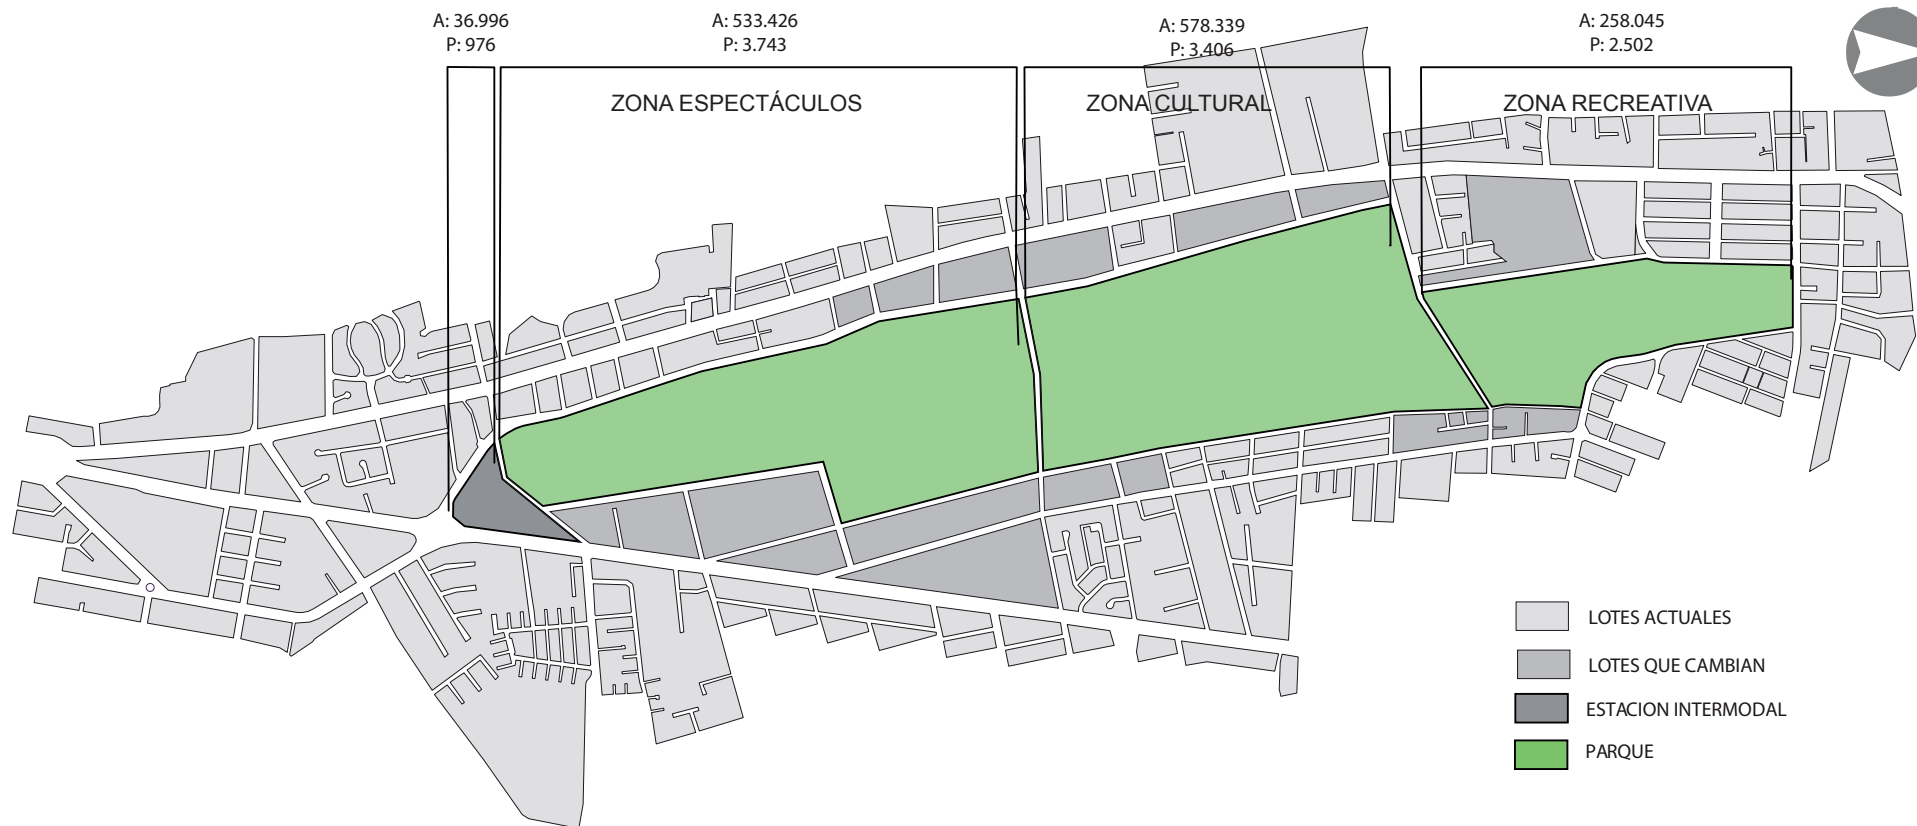 A: 36.996
P: 976
A: 533.426
P: 3.743
A: 578.339
P: 3.406
A: 258.045
P: 2.502
ZONA ESPECTÁCULOS
ZONA CULTURAL
ZONA RECREATIVA
LOTES ACTUALES
LOTES QUE CAMBIAN
ESTACION INTERMODAL
PARQUE